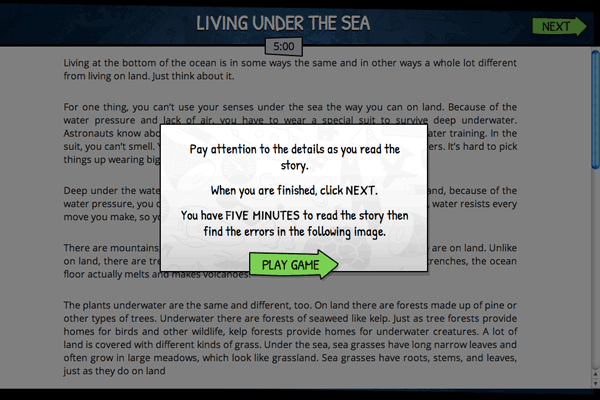 LIVING UNDER THE SEA
NEXT
5:00
Living at the bottom of the ocean is in some ways the same and in other ways a whole lot different
from living on land. Just think about it.
For one thing, you can't use your senses under the sea the way you can on land. Because of the
water pressure and lack of air, you have to wear a special suit to survive deep underwater.
Astronauts know abo
ter training. In the
suit, you can't smell.
ers. It's hard to pick
things up wearing big
Pay attention to the details as you read the
story.
When you are finished, click NEXT.
You have FIVE MINUTES to read the story then
find the errors in the following image.
PLAY GAME
Deep under the wate
and, because of the
water pressure, you
water resists every
move you make, so yo
There are mountains
are on land. Unlike
on land, there are tre
trenches, the ocean
floor actually melts and makes volcanoes!
The plants underwater are the same and different, too. On land there are forests made up of pine or
other types of trees. Underwater there are forests of seaweed like kelp. Just as tree forests provide
homes for birds and other wildlife, kelp forests provide homes for underwater creatures. A lot of
land is covered with different kinds of grass. Under the sea, sea grasses have long narrow leaves and
often grow in large meadows, which look like grassland. Sea grasses have roots, stems, and leaves,
just as they do on land